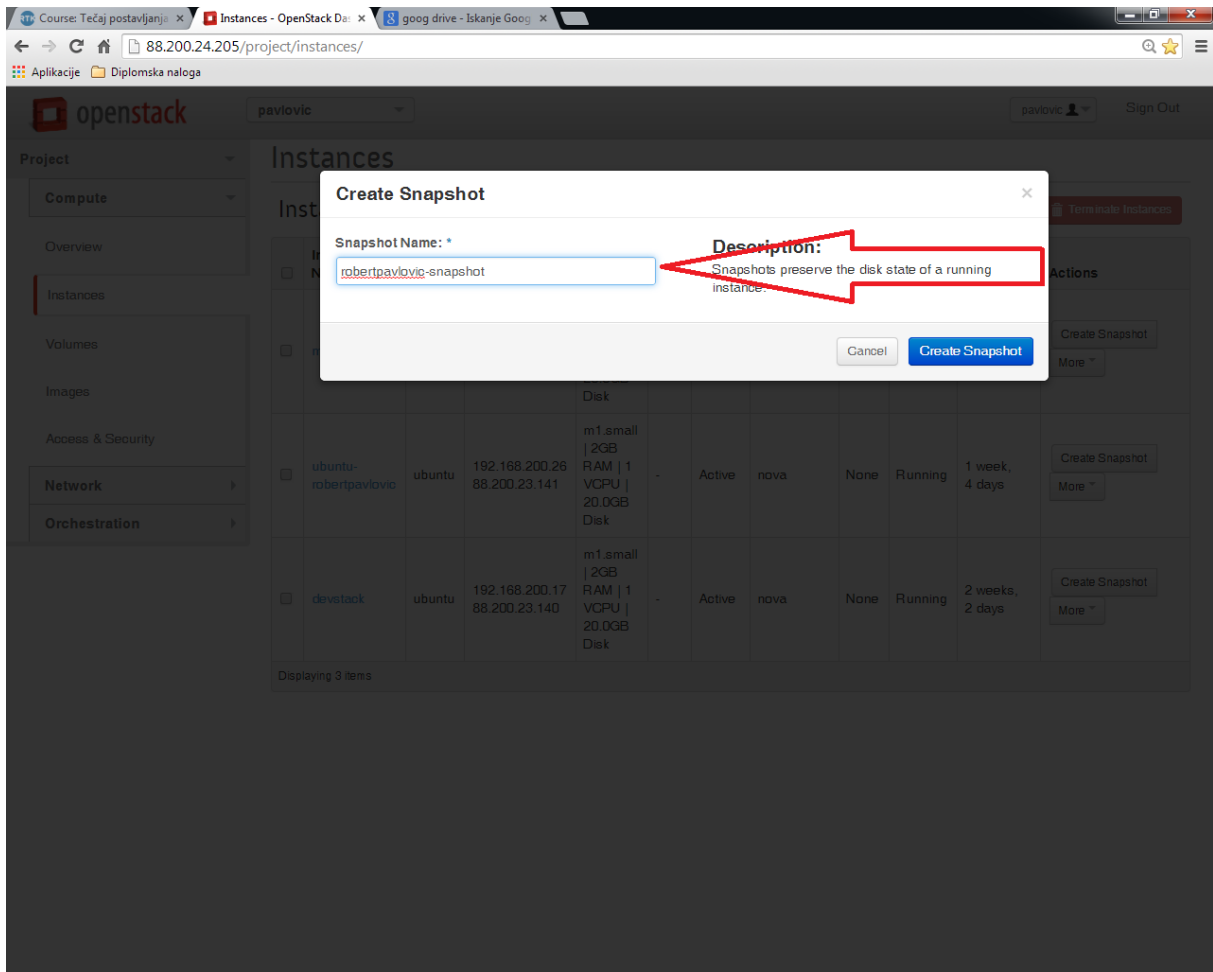 Course: Tečaj postavljanja
Instances - OpenStack Das
goog drive - Iskanje Goog
88.200.24.205/project/instances/
Aplikacije
Diplomska naloga
openstack
pavlovic
pavlovic
Sign Out
Project
Compute
Overview
Instances
Volumes
Images
Access & Security
Network
Orchestration
Instances
Terminate Instances
Create Snapshot
×
Snapshot Name: *
robertpavlovic-snapshot
Description:
Snapshots preserve the disk state of a running
instance.
Cancel
Create Snapshot
Actions
Create Snapshot
More
Disk
ubuntu-
robertpavlovic
ubuntu
192.168.200.26
88.200.23.141
m1.small
| 2GB
RAM | 1
VCPU |
20.0GB
Disk
-
Active
nova
None
Running
1 week,
4 days
Create Snapshot
More
devstack
ubuntu
192.168.200.17
88.200.23.140
m1.small
| 2GB
RAM | 1
VCPU |
20.0GB
Disk
-
Active
nova
None
Running
2 weeks,
2 days
Create Snapshot
More
Displaying 3 items